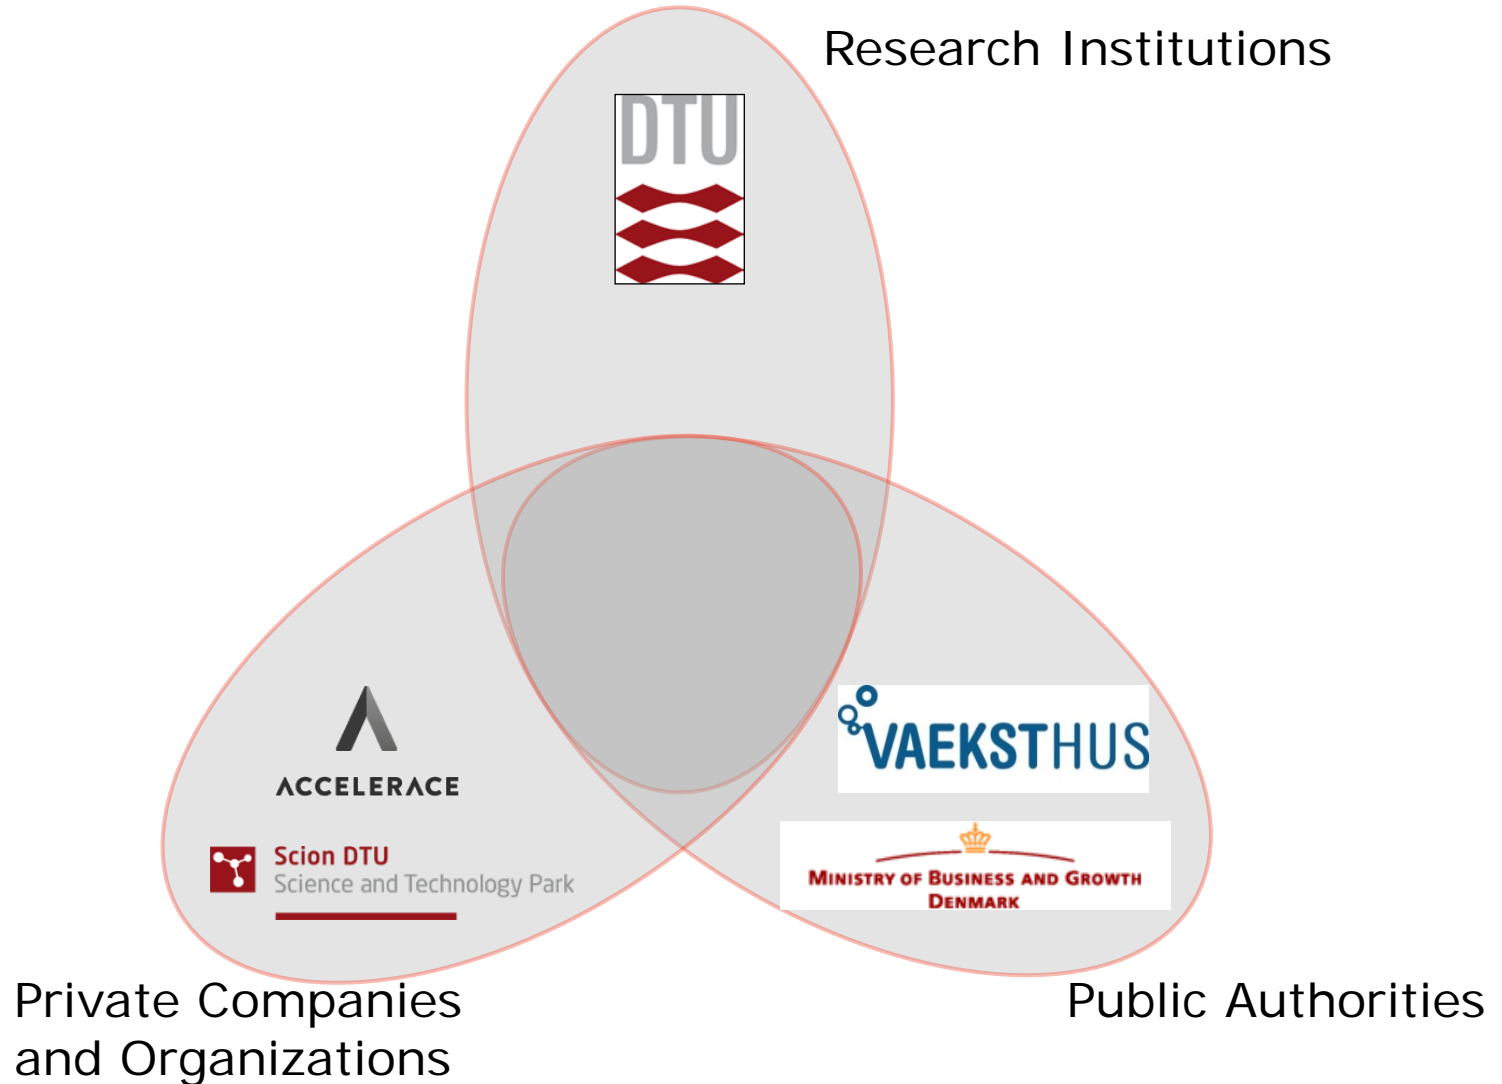 Research Institutions
DTU
ACCELERACE
VAEKSTHUS
Scion DTU
Science and Technology Park
MINISTRY OF BUSINESS AND GROWTH
DENMARK
Private Companies
and Organizations
Public Authorities